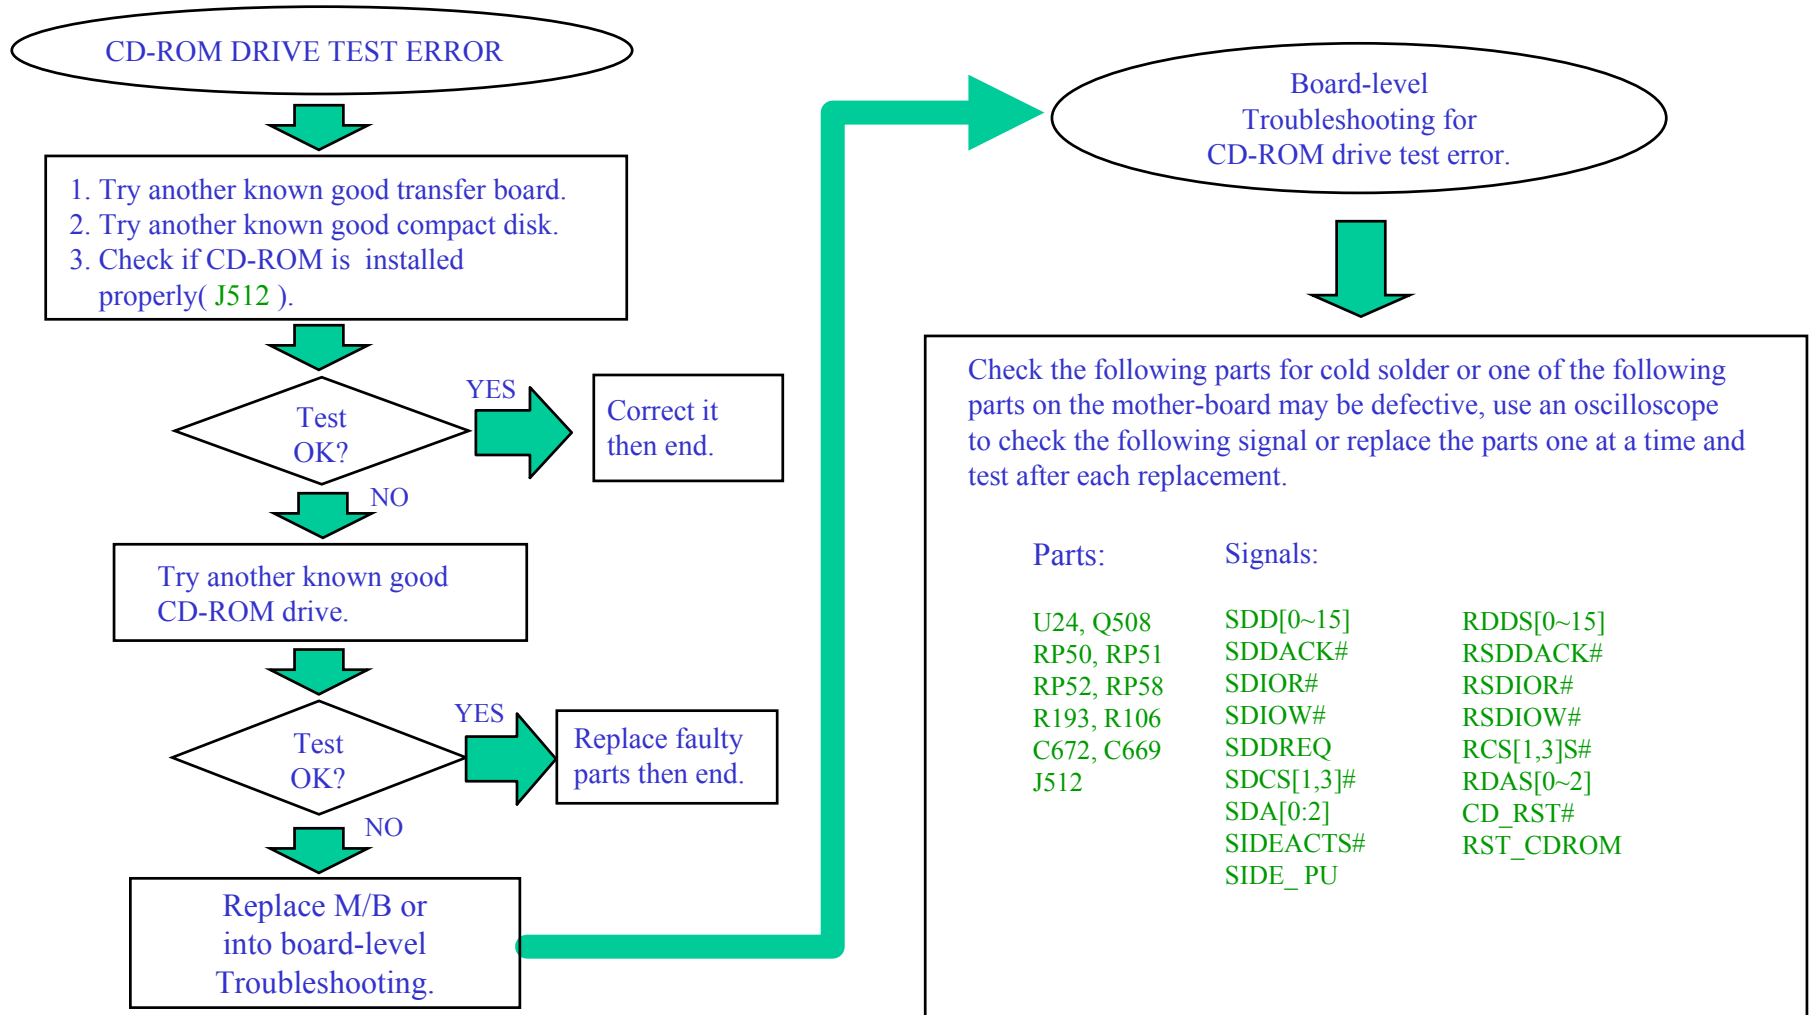 CD-ROM DRIVE TEST ERROR
1. Try another known good transfer board.
2. Try another known good compact disk.
3. Check if CD-ROM is installed
properly( J512 ).
Test
OK?
YES
Correct it
then end.
NO
Try another known good
CD-ROM drive.
Test
OK?
YES
Replace faulty
parts then end.
NO
Replace M/B or
into board-level
Troubleshooting.
Board-level
Troubleshooting for
CD-ROM drive test error.
Check the following parts for cold solder or one of the following
parts on the mother-board may be defective, use an oscilloscope
to check the following signal or replace the parts one at a time and
test after each replacement.
Parts:
U24, Q508
RP50, RP51
RP52, RP58
R193, R106
C672, C669
J512
Signals:
SDD[0~15]
SDDACK#
SDIOR#
SDIOW#
SDDREQ
SDCS[1,3]#
SDA[0:2]
SIDEACTS#
SIDE_ PU
RDDS[0~15]
RSDDACK#
RSDIOR#
RSDIOW#
RCS[1,3]S#
RDAS[0~2]
CD_RST#
RST_CDROM